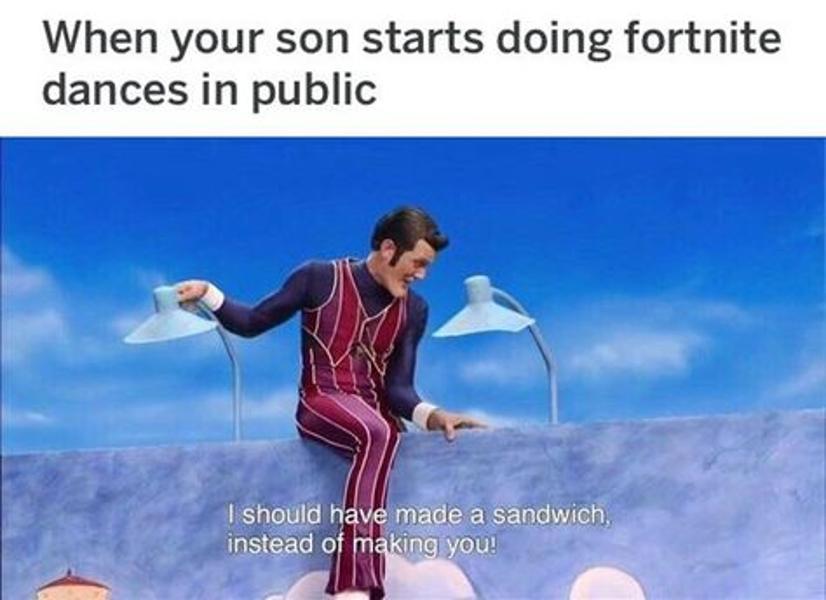 When your son starts doing fortnite
dances in public
I should have made a sandwich,
instead of making you!